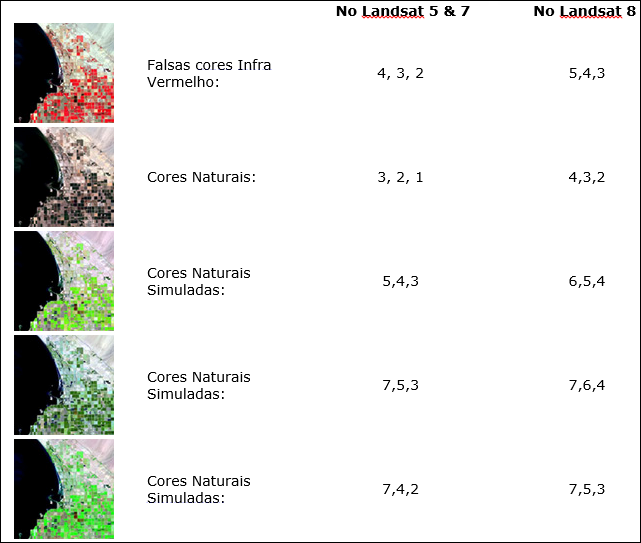 No Landsat 5 & 7 No Landsat 8
Falsas cores Infra
Vermelho: 4, 3, 2 5,4,3
Cores Naturais: 3, 2, 1 4,3,2
Cores Naturais
Simuladas: 5,4,3 6,5,4
Cores Naturais
Simuladas: 7,5,3 7,6,4
Cores Naturais
Simuladas: 7,4,2 7,5,3